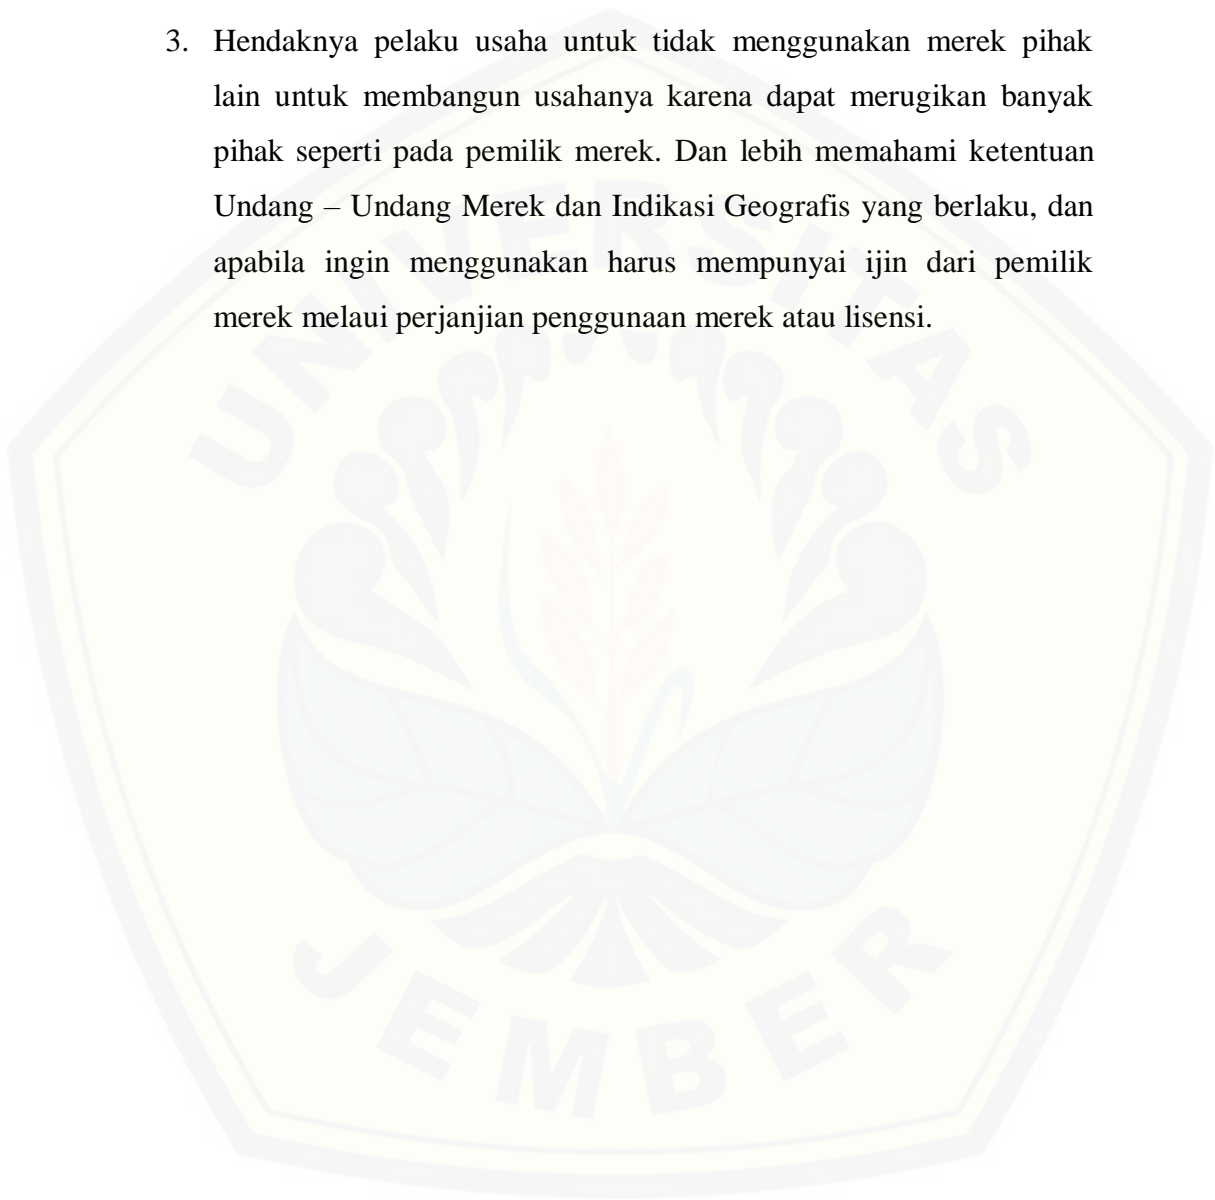 3. Hendaknya pelaku usaha untuk tidak menggunakan merek pihak
lain untuk membangun usahanya karena dapat merugikan banyak
pihak seperti pada pemilik merek. Dan lebih memahami ketentuan
Undang – Undang Merek dan Indikasi Geografis yang berlaku, dan
apabila ingin menggunakan harus mempunyai ijin dari pemilik
merek melaui perjanjian penggunaan merek atau lisensi.
UNIVERSITAS
JEMBER